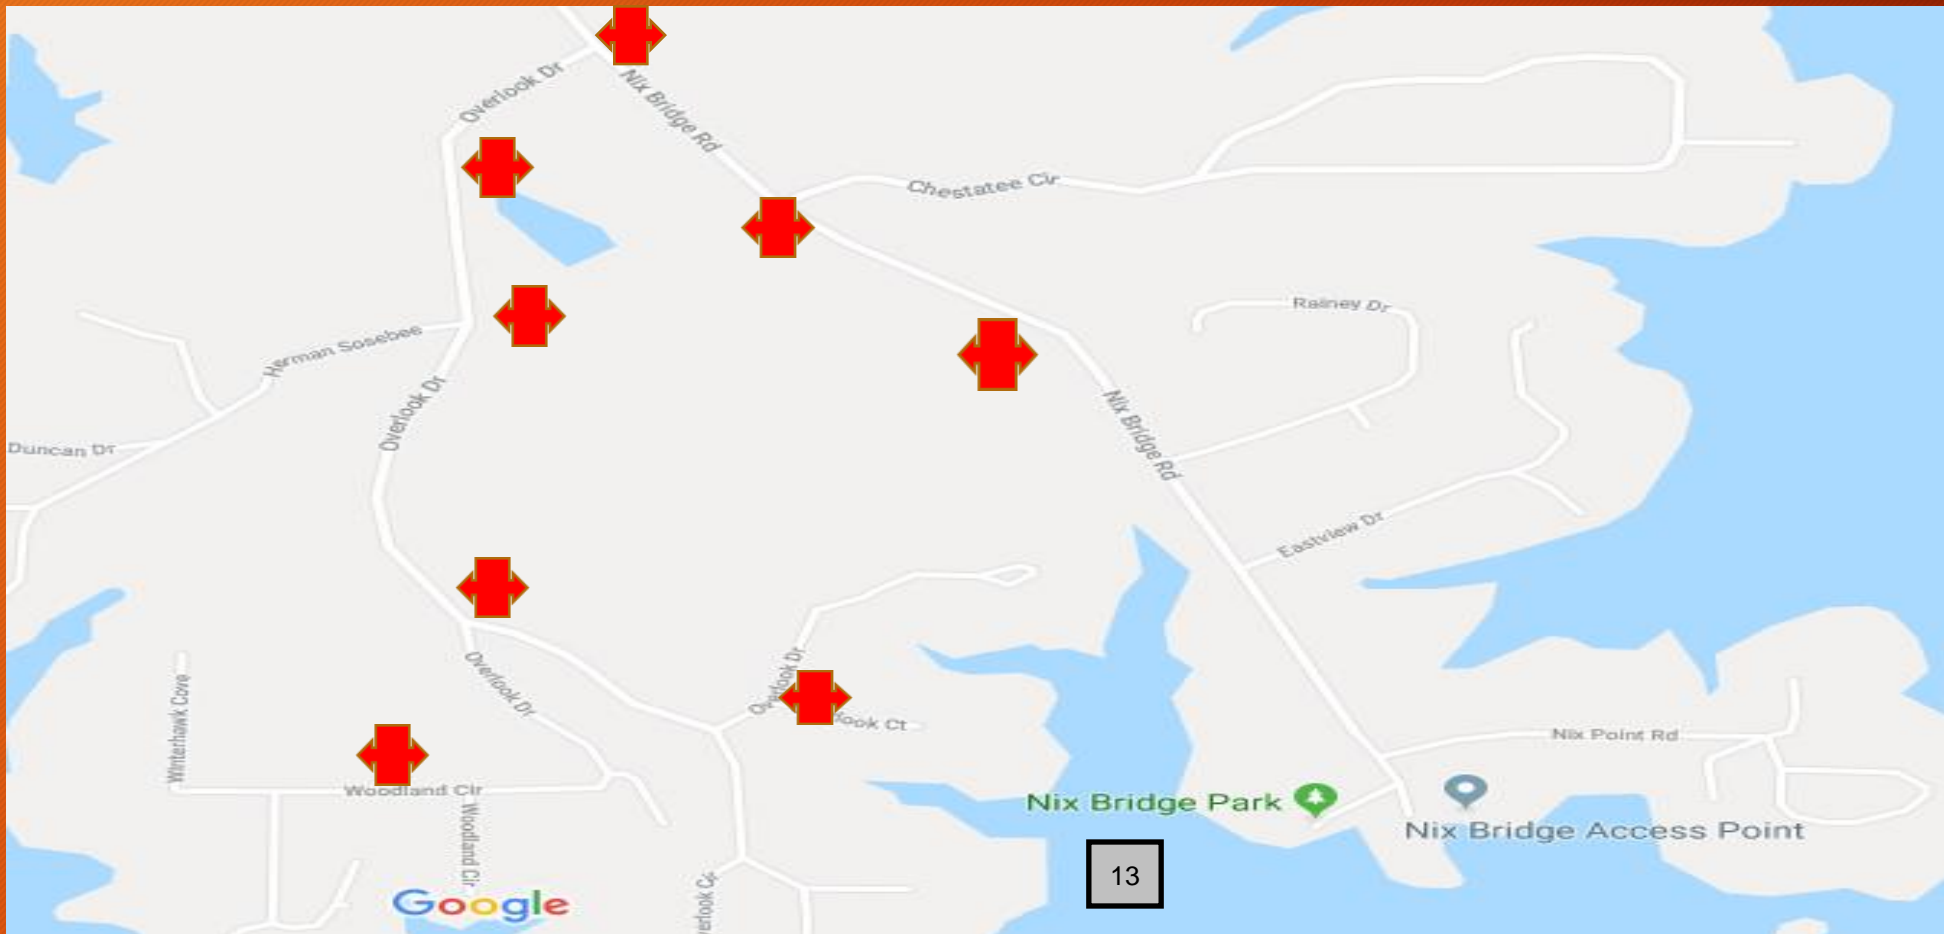 Overlook Dr
Nix Bridge Rd
Chestatee Cir
Rainey Dr
Herman Sosebee
Overlook Dr
Duncan Dr
Nix Bridge Rd
Eastview Dr
Overlook Dr
Overlook Dr
Winterhawk Cove
Ct
Nix Point Rd
Woodland Cir
Nix Bridge Park
Woodland Cir
Nix Bridge Access Point
13
Google